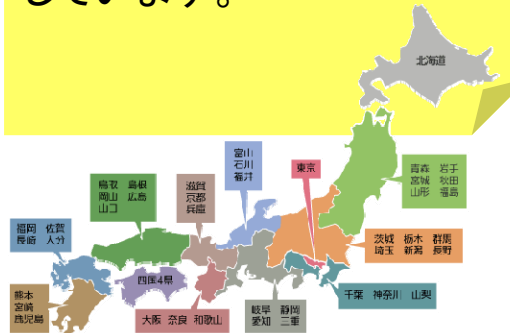 しています。
北海道
青森 岩手
宮城 秋田
山形 福島
富山
石川
福井
東京
滋賀
京都
兵庫
鳥取 島根
岡山 広島
山口
茨城 栃木 群馬
埼玉 新潟 長野
福岡 佐賀
長崎 大分
四国4県
千葉 神奈川 山梨
熊本
宮崎
鹿児島
大阪 奈良 和歌山
岐阜 静岡
愛知 三重